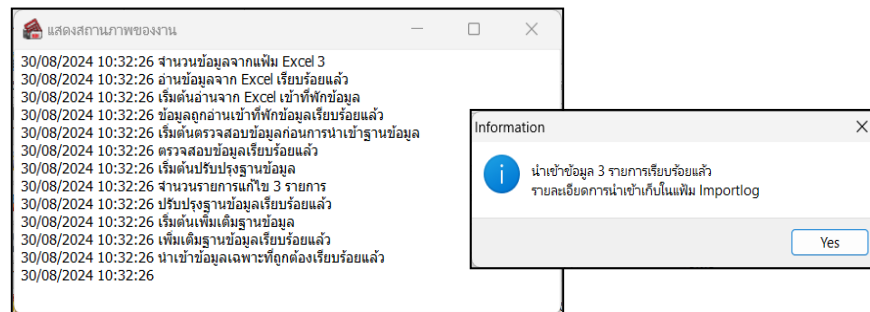 แสดงสถานภาพของงาน
30/08/2024 10:32:26 จำนวนข้อมูลจากแฟ้ม Excel 3
30/08/2024 10:32:26 อ่านข้อมูลจาก Excel เรียบร้อยแล้ว
30/08/2024 10:32:26 เริ่มต้นอ่านจาก Excel เข้าที่พักข้อมูล
30/08/2024 10:32:26 ข้อมูลถูกอ่านเข้าที่พักข้อมูลเรียบร้อยแล้ว
30/08/2024 10:32:26 เริ่มต้นตรวจสอบข้อมูลก่อนการนำเข้าฐานข้อมูล
30/08/2024 10:32:26 ตรวจสอบข้อมูลเรียบร้อยแล้ว
30/08/2024 10:32:26 เริ่มต้นปรับปรุงฐานข้อมูล
30/08/2024 10:32:26 จำนวนรายการแก้ไข 3 รายการ
30/08/2024 10:32:26 ปรับปรุงฐานข้อมูลเรียบร้อยแล้ว
30/08/2024 10:32:26 เริ่มต้นเพิ่มเติมฐานข้อมูล
30/08/2024 10:32:26 เพิ่มเติมฐานข้อมูลเรียบร้อยแล้ว
30/08/2024 10:32:26 นำเข้าข้อมูลเฉพาะที่ถูกต้องเรียบร้อยแล้ว
30/08/2024 10:32:26
Information
นำเข้าข้อมูล 3 รายการเรียบร้อยแล้ว
รายละเอียดการนำเข้าเก็บในแฟ้ม Importlog
Yes